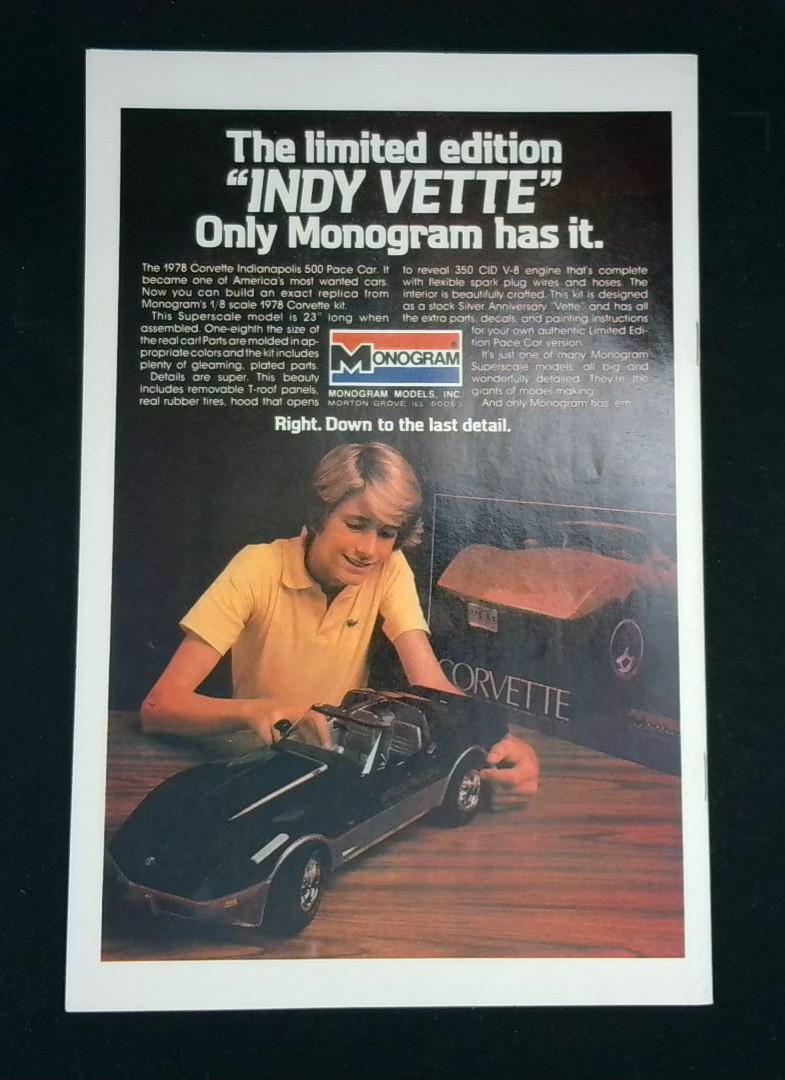 The limited edition
“INDY VETTE”
Only Monogram has it.
The 1978 Corvette Indianapolis 500 Pace Car. It
became one of America's most wanted cars.
Now you can build an exact replica from
Monogram's 1/8 scale 1978 Corvette kit.
This Superscale model is 23" long when
assembled. One-eighth the size of
the real car! Parts are molded in ap-
propriate colors and the kit includes
plenty of gleaming, plated parts.
Details are super. This beauty
includes removable T-roof panels,
real rubber tires, hood that opens
to reveal 350 CID V-8 engine that's complete
with flexible spark plug wires and hoses. The
interior is beautifully crafted. This kit is designed
as a stock Silver Anniversary "Vette" and has all
the extra parts, decals, and painting instructions
for your own authentic Limited Edi-
tion Pace Car version.
It's just one of many Monogram
Superscale models: all big and
wonderfully detailed. They're the
giants of model making.
And only Monogram has 'em.
MONOGRAM
MONOGRAM MODELS, INC.
MORTON GROVE, ILL. 60053
Right. Down to the last detail.
CORVETTE